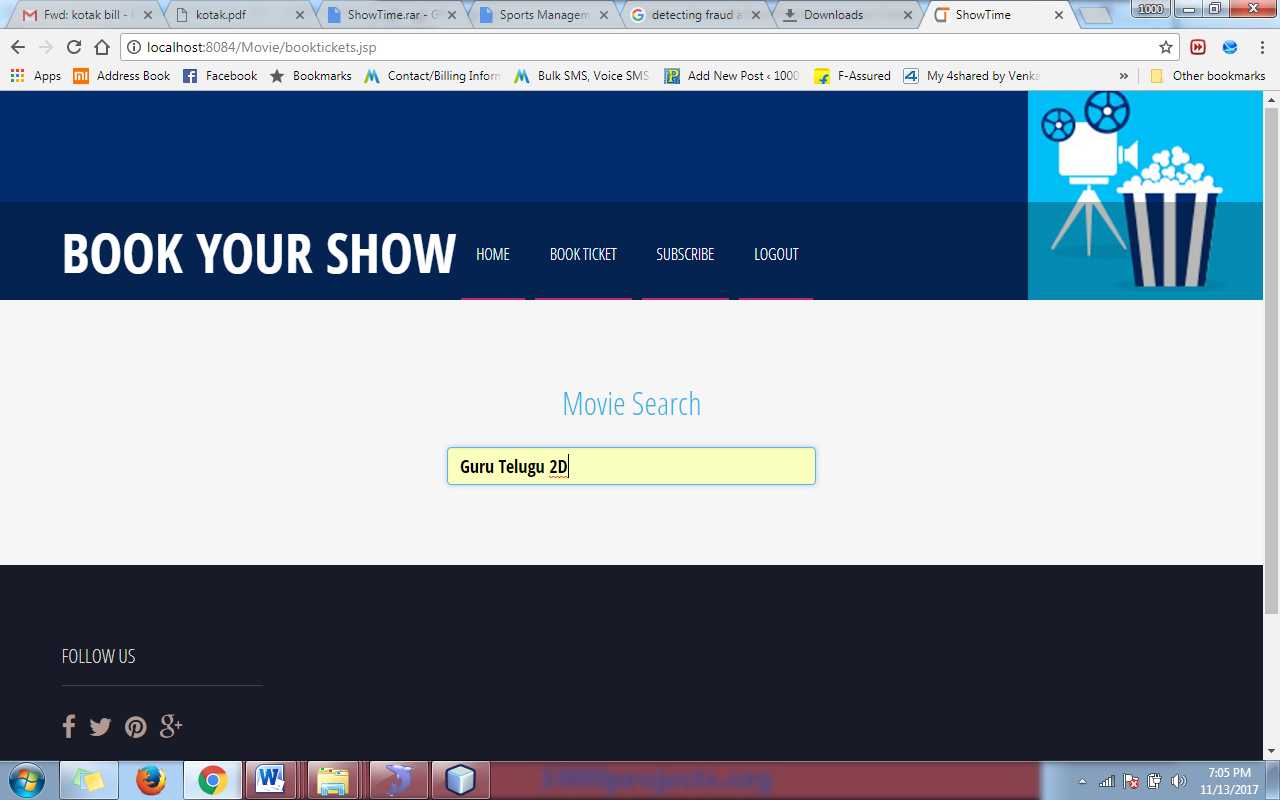 Fwd: kotak bill - i
kotak.pdf
ShowTime.rar - G
Sports Managem
detecting fraud a
Downloads
ShowTime
1000
localhost:8084/Movie/booktickets.jsp
Apps
Address Book
Facebook
Bookmarks
Contact/Billing Inform
Bulk SMS, Voice SMS
Add New Post ‹ 1000
F-Assured
My 4shared by Venka
»
Other bookmarks
BOOK YOUR SHOW
HOME
BOOK TICKET
SUBSCRIBE
LOGOUT
Movie Search
Guru Telugu 2D
FOLLOW US
1000projects.org
7:05 PM
11/13/2017